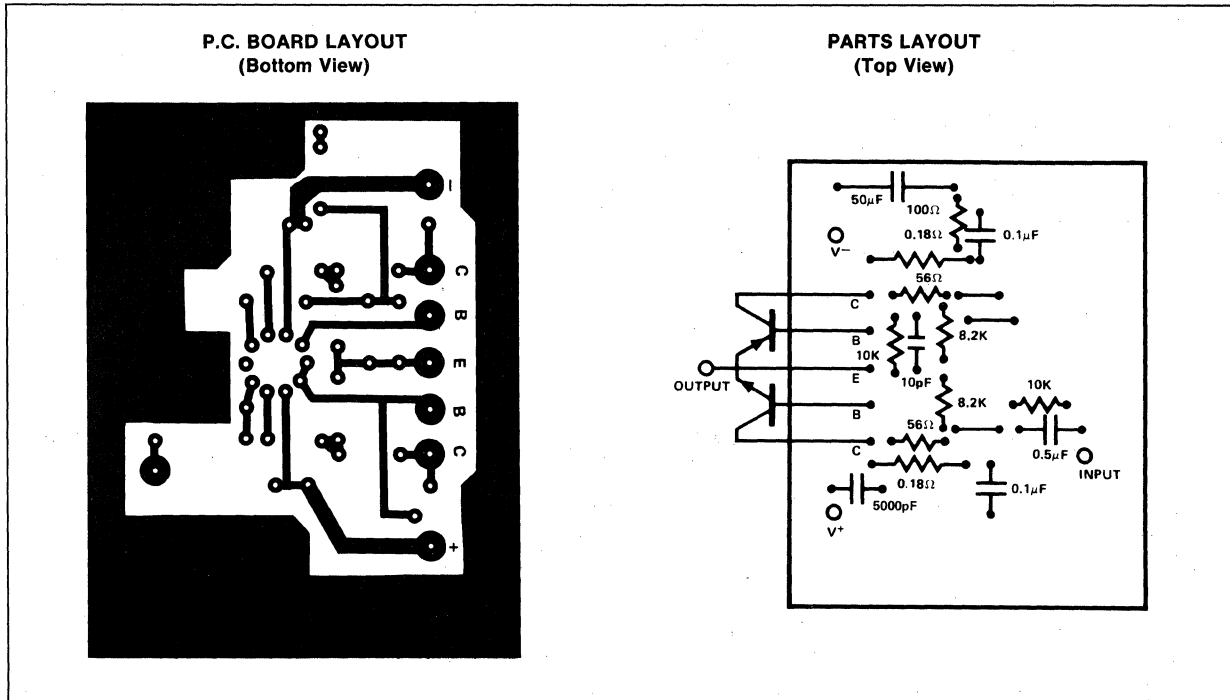 P.C. BOARD LAYOUT
(Bottom View)
−
C
B
E
B
C
+
PARTS LAYOUT
(Top View)
50μF
100Ω
0.18Ω
0.1μF
V−
56Ω
C
B
10K
8.2K
10pF
E
OUTPUT
B
8.2K
10K
56Ω
C
0.5μF
INPUT
0.18Ω
0.1μF
5000pF
V+